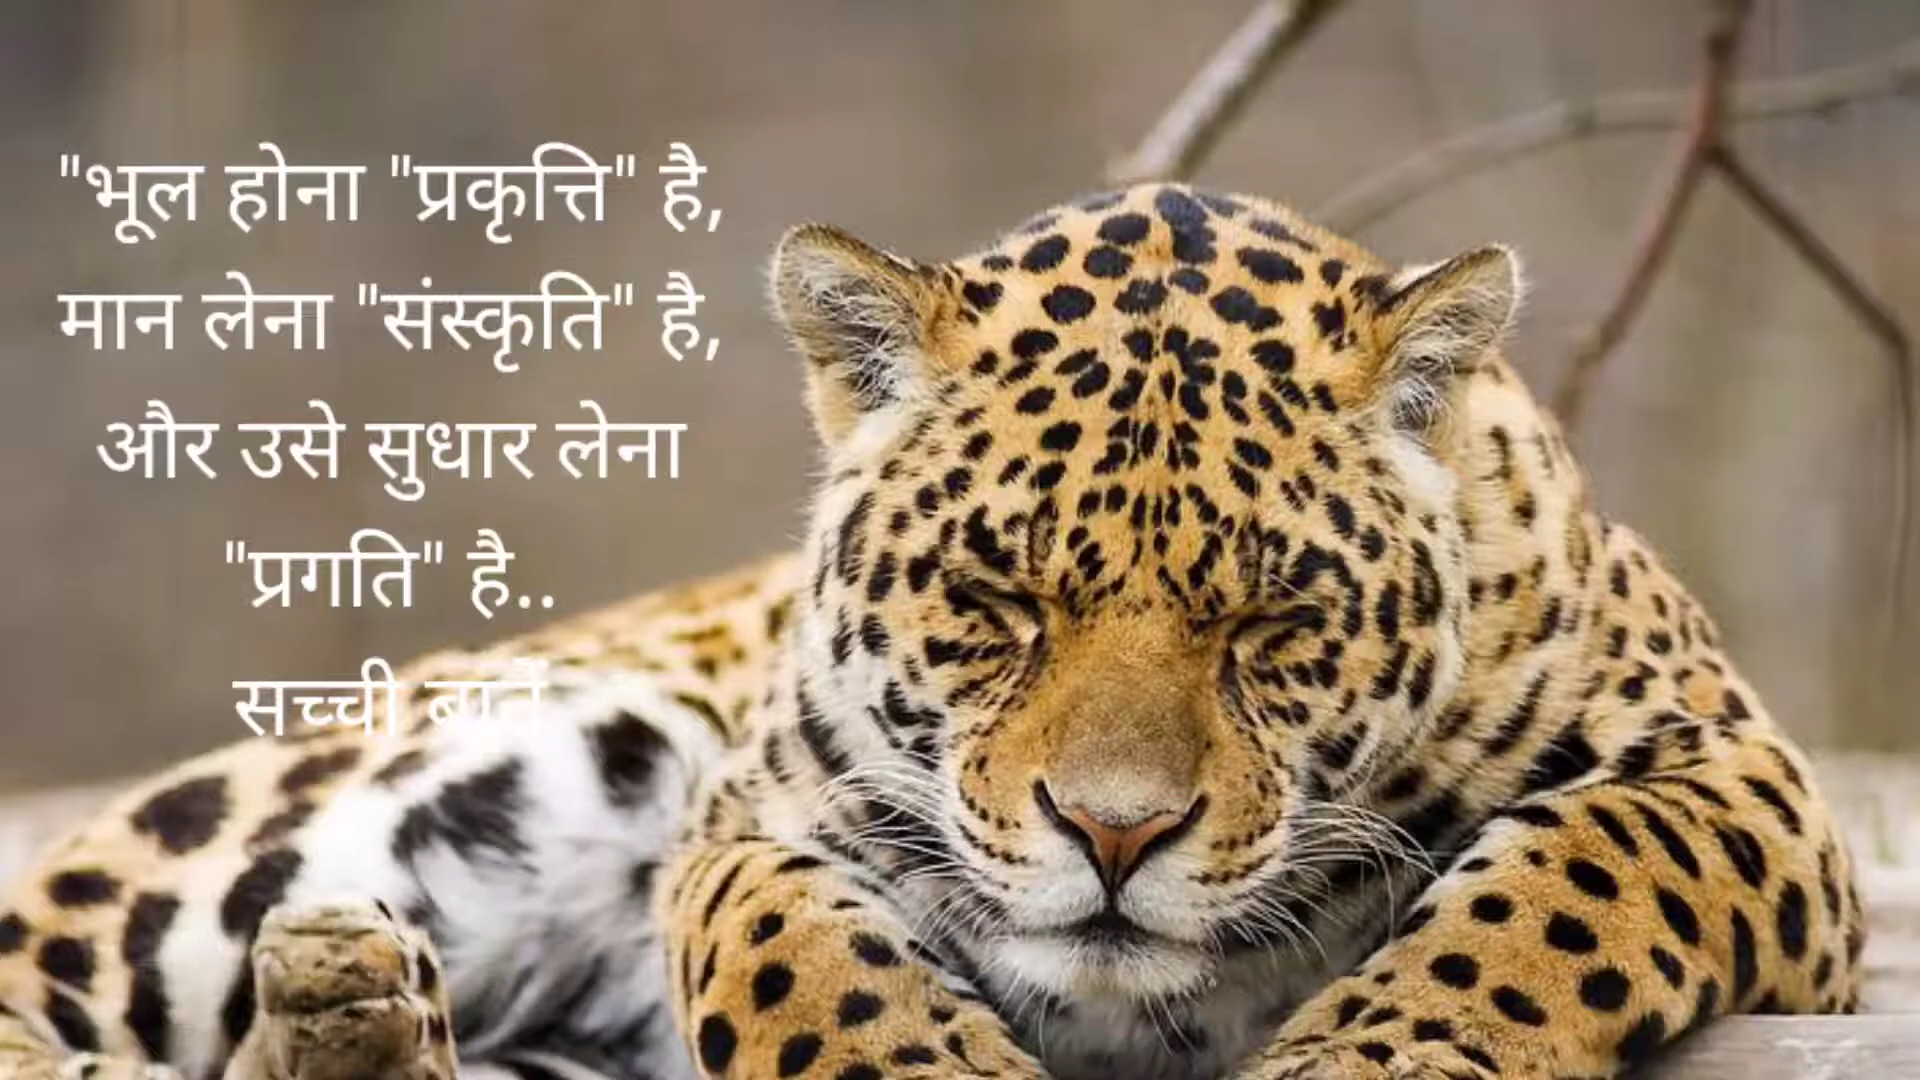 "भूल होना "प्रकृत्ति" है,
मान लेना "संस्कृति" है,
और उसे सुधार लेना
"प्रगति" है..
सच्ची बातें